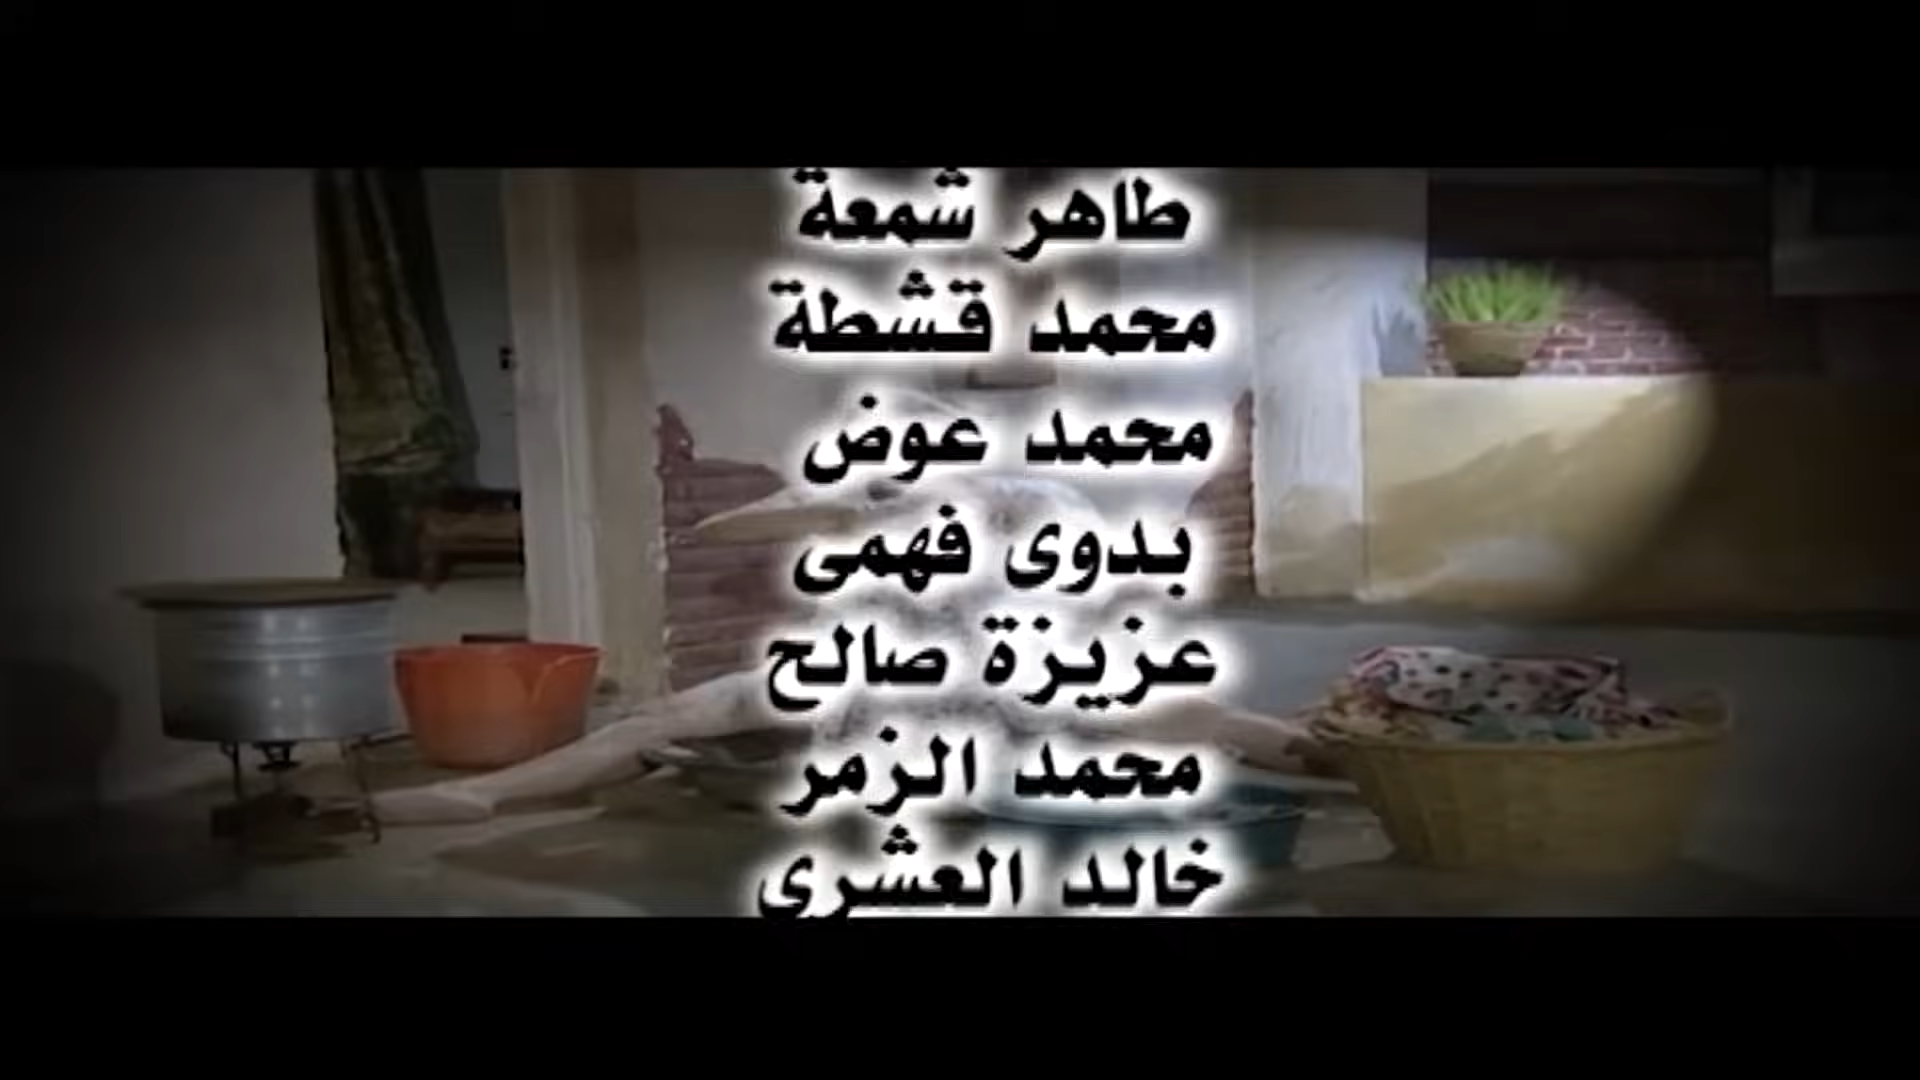 طاهر شمعة
محمد قشطة
محمد عوض
بدوى فهمى
عزيزة صالح
محمد الزمر
خالد العشرى